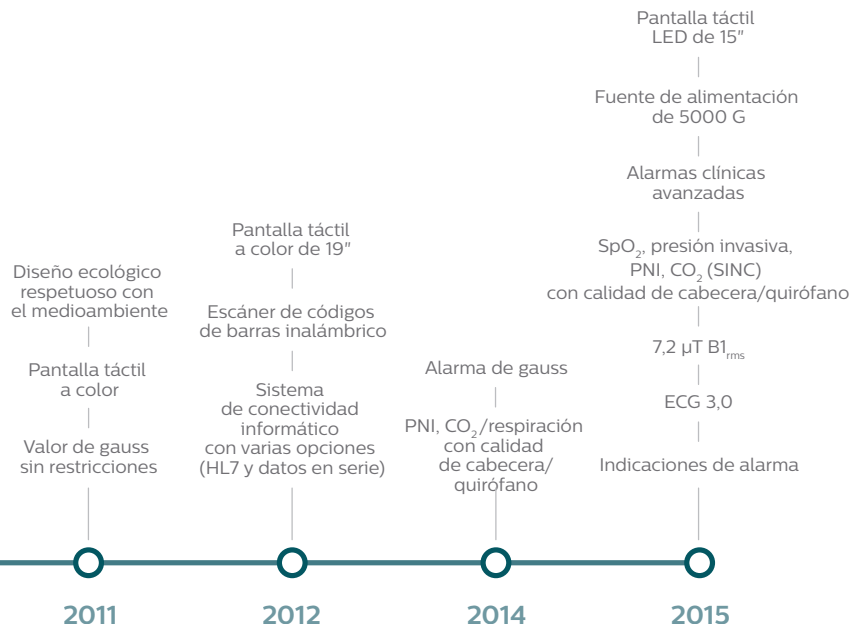 Diseño ecológico
respetuoso con
el medioambiente
Pantalla táctil
a color
Valor de gauss
sin restricciones
2011
Pantalla táctil
a color de 19"
Escáner de códigos
de barras inalámbrico
Sistema
de conectividad
informático
con varias opciones
(HL7 y datos en serie)
2012
Alarma de gauss
PNI, CO₂/respiración
con calidad
de cabecera/
quirófano
2014
Pantalla táctil
LED de 15"
Fuente de alimentación
de 5000 G
Alarmas clínicas
avanzadas
SpO₂, presión invasiva,
PNI, CO₂ (SINC)
con calidad de cabecera/quirófano
7,2 µT B1rms
ECG 3,0
Indicaciones de alarma
2015